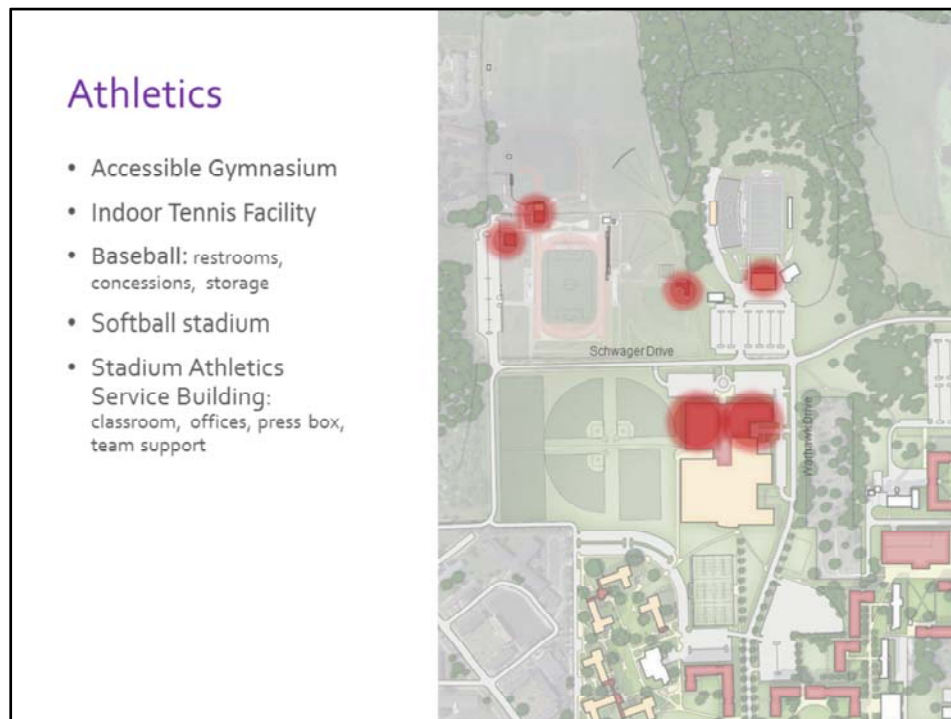 Athletics
• Accessible Gymnasium
• Indoor Tennis Facility
• Baseball: restrooms,
concessions, storage
• Softball stadium
• Stadium Athletics
Service Building:
classroom, offices, press box,
team support
Schwager Drive
Warhawk Drive